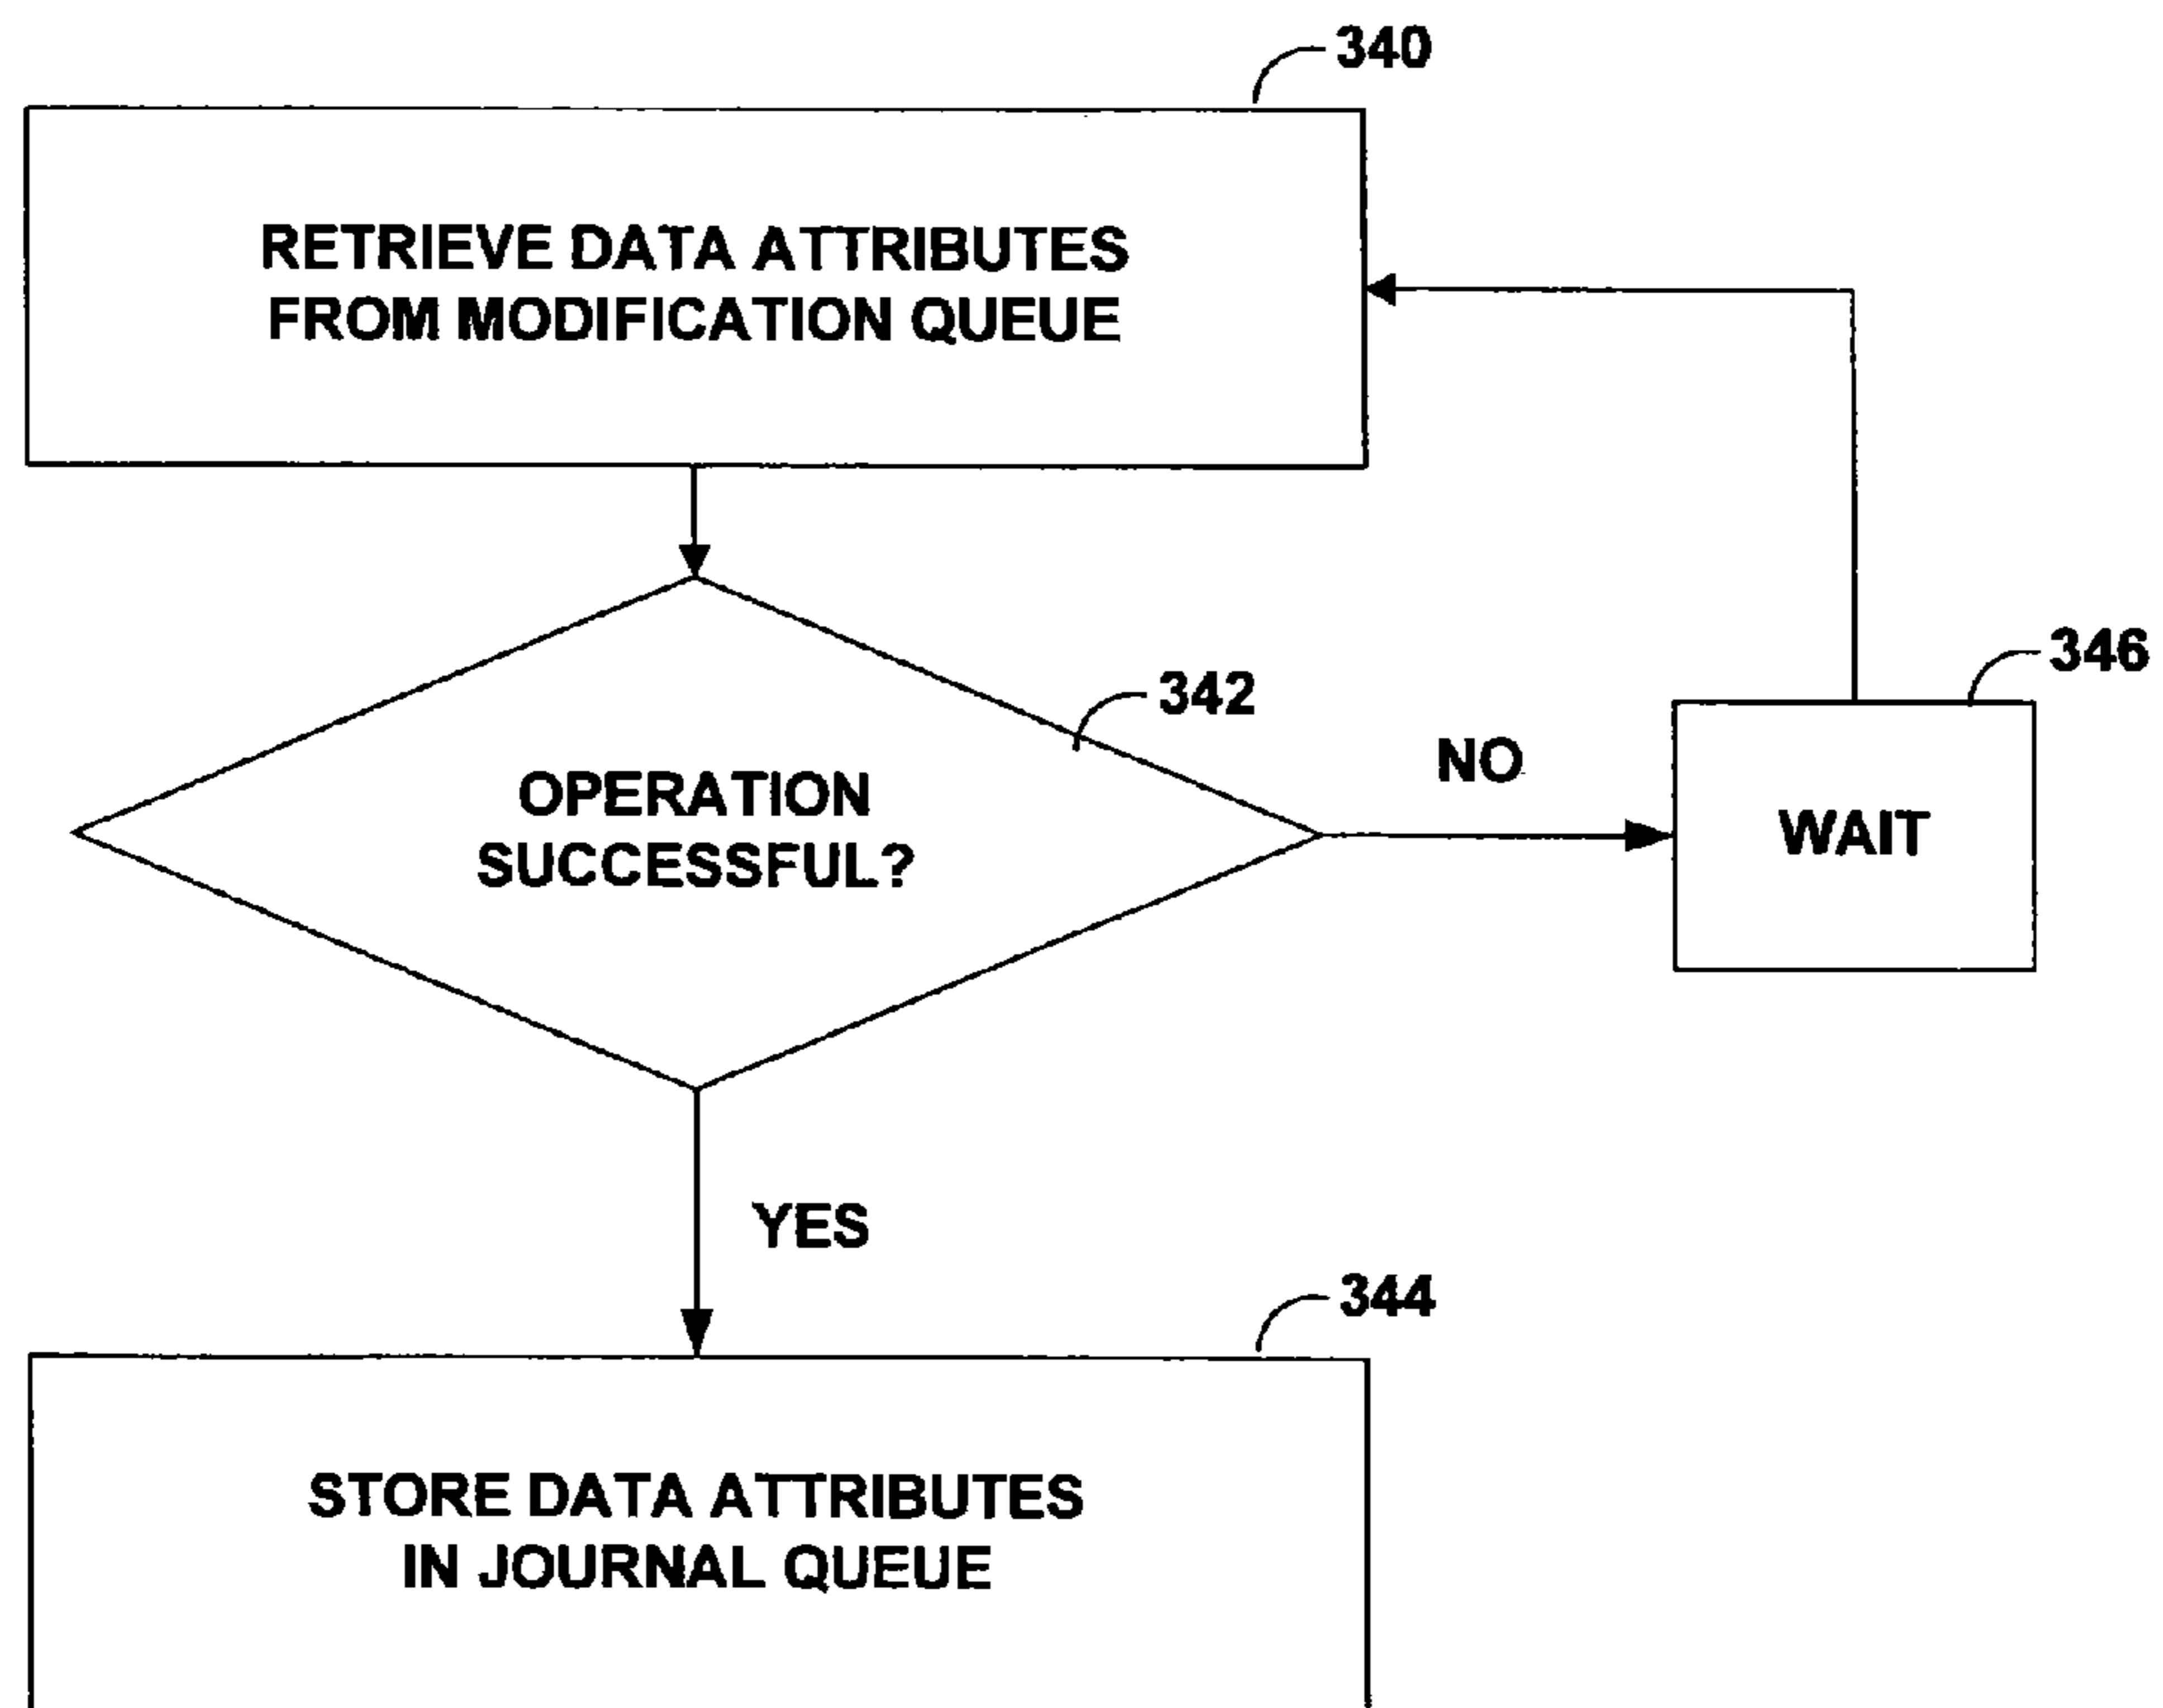 340
RETRIEVE DATA ATTRIBUTES
FROM MODIFICATION QUEUE
346
342
NO
OPERATION
SUCCESSFUL?
WAIT
YES
344
STORE DATA ATTRIBUTES
IN JOURNAL QUEUE